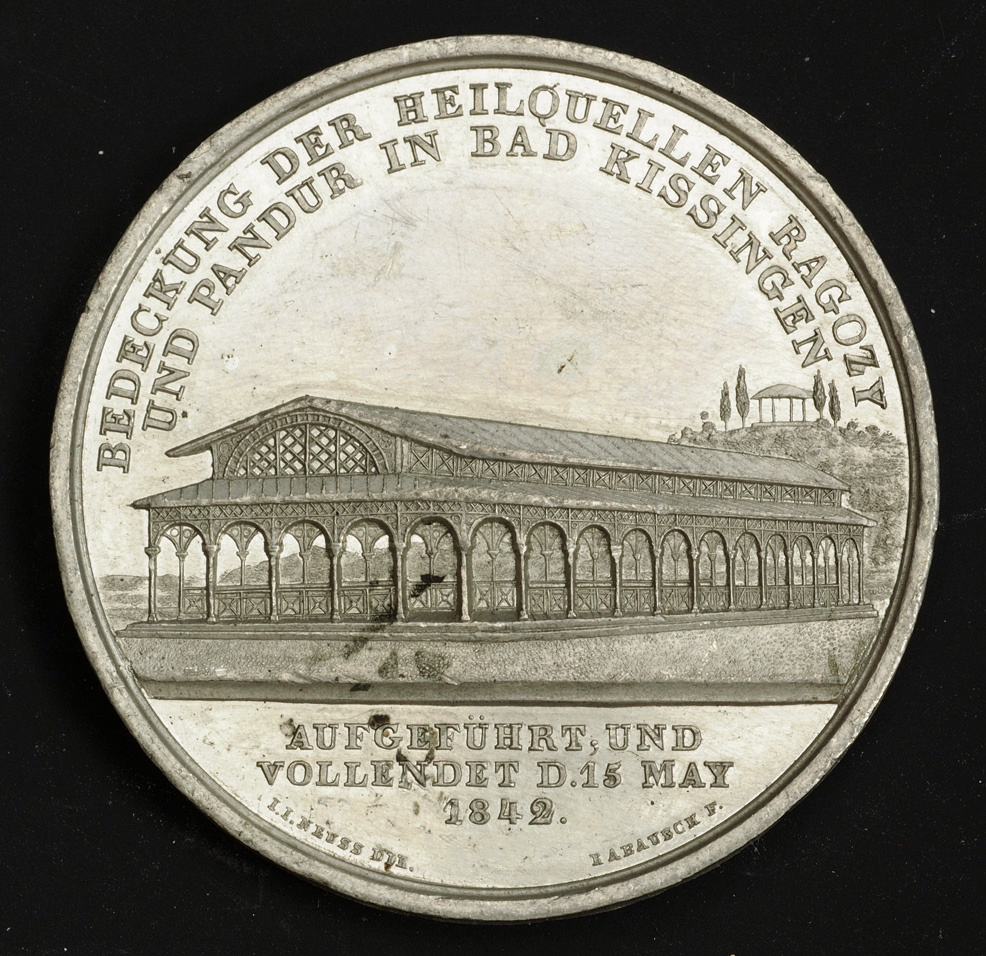 BEDECKUNG DER HEILQUELLEN RAGOZY
UND PANDUR IN BAD KISSINGEN
AUFGEFÜHRT, UND
VOLLENDET D. 15 MAY
1842.
I. I. NEUSS DIR.
RABAUSCH F.